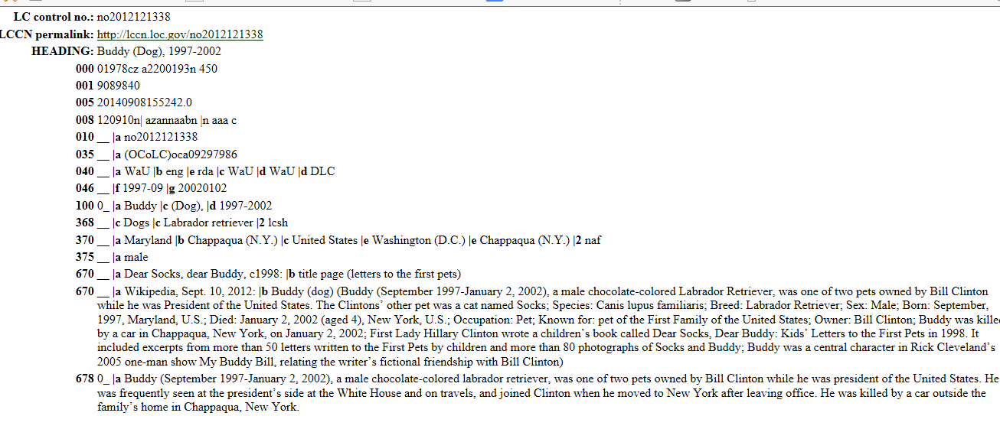 LC control no.: no2012121338
LCCN permalink: http://lccn.loc.gov/no2012121338
HEADING: Buddy (Dog), 1997-2002
000 01978cz a2200193n 450
001 9089840
005 20140908155242.0
008 120910n| azannaabn |n aaa c
010 __ |a no2012121338
035 __ |a (OCoLC)oca09297986
040 __ |a WaU |b eng |e rda |c WaU |d WaU |d DLC
046 __ |f 1997-09 |g 20020102
100 0_ |a Buddy |c (Dog), |d 1997-2002
368 __ |c Dogs |c Labrador retriever |2 lcsh
370 __ |a Maryland |b Chappaqua (N.Y.) |c United States |e Washington (D.C.) |e Chappaqua (N.Y.) |2 naf
375 __ |a male
670 __ |a Dear Socks, dear Buddy, c1998: |b title page (letters to the first pets)
670 __ |a Wikipedia, Sept. 10, 2012: |b Buddy (dog) (Buddy (September 1997-January 2, 2002), a male chocolate-colored Labrador Retriever, was one of two pets owned by Bill Clinton
while he was President of the United States. The Clintons’ other pet was a cat named Socks; Species: Canis lupus familiaris; Breed: Labrador Retriever; Sex: Male; Born: September,
1997, Maryland, U.S.; Died: January 2, 2002 (aged 4), New York, U.S.; Occupation: Pet; Known for: pet of the First Family of the United States; Owner: Bill Clinton; Buddy was kille
by a car in Chappaqua, New York, on January 2, 2002; First Lady Hillary Clinton wrote a children’s book called Dear Socks, Dear Buddy: Kids’ Letters to the First Pets in 1998. It
included excerpts from more than 50 letters written to the First Pets by children and more than 80 photographs of Socks and Buddy; Buddy was a central character in Rick Cleveland’s
2005 one-man show My Buddy Bill, relating the writer’s fictional friendship with Bill Clinton)
678 0_ |a Buddy (September 1997-January 2, 2002), a male chocolate-colored labrador retriever, was one of two pets owned by Bill Clinton while he was president of the United States. He
was frequently seen at the president’s side at the White House and on travels, and joined Clinton when he moved to New York after leaving office. He was killed by a car outside the
family’s home in Chappaqua, New York.